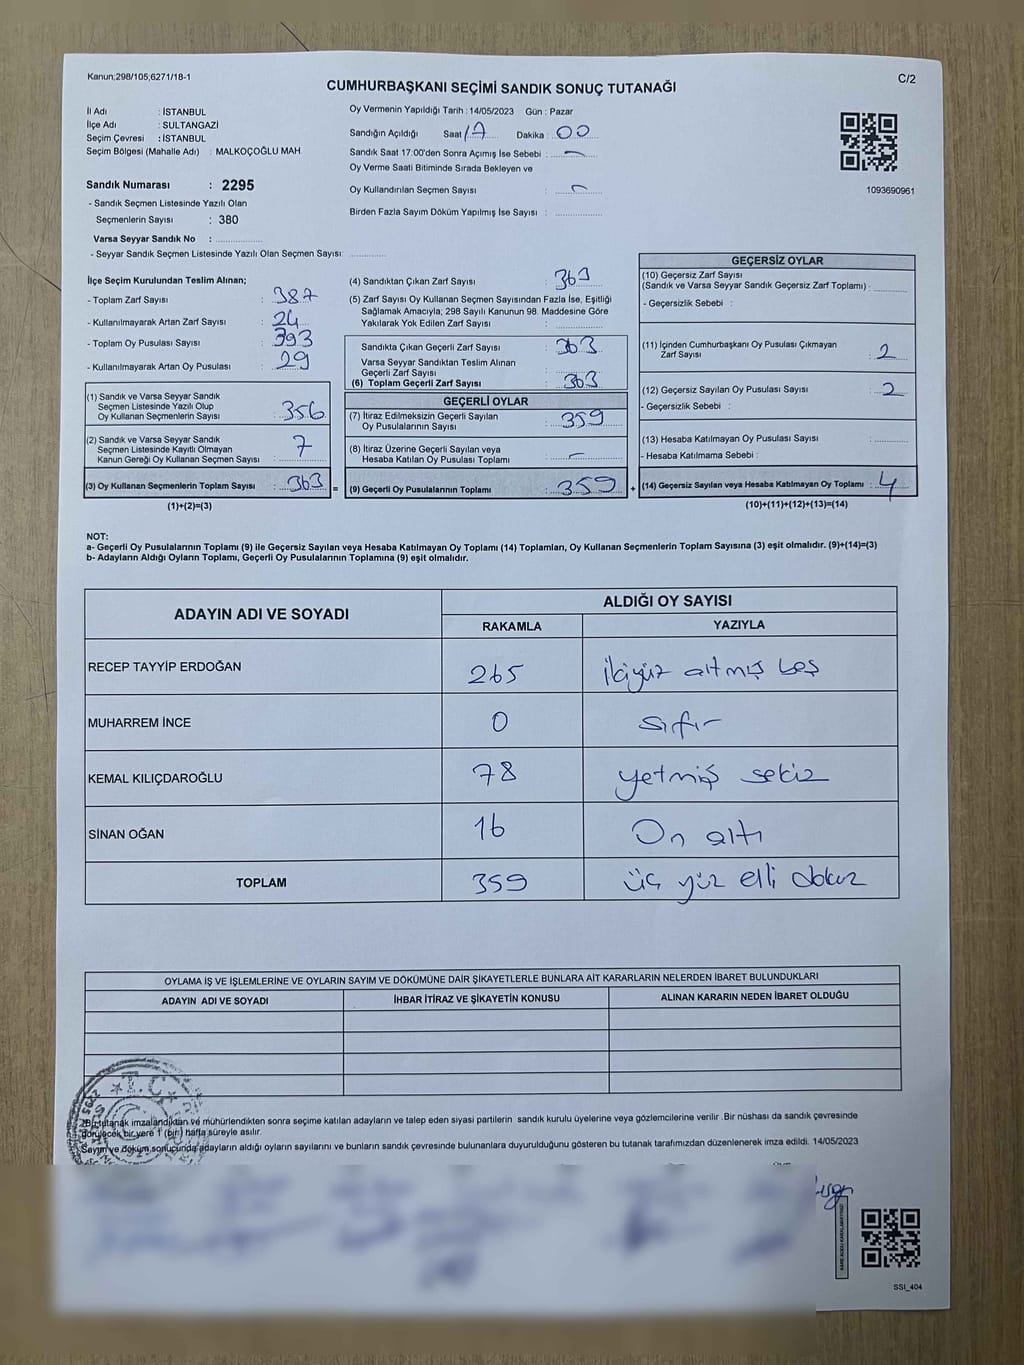 Kanun;298/105,6271/18-1
C/2
CUMHURBAŞKANI SEÇİMİ SANDIK SONUÇ TUTANAĞI
İl Adı : İSTANBUL
İlçe Adı : SULTANGAZİ
Seçim Çevresi : İSTANBUL
Seçim Bölgesi (Mahalle Adı) : MALKOÇOĞLU MAH.
Sandık Numarası : 2295
- Sandık Seçmen Listesinde Yazılı Olan
Seçmenlerin Sayısı : 380
Varsa Seyyar Sandık No :
- Seyyar Sandık Seçmen Listesinde Yazılı Olan Seçmen Sayısı:
Oy Vermenin Yapıldığı Tarih : 14/05/2023 Gün : Pazar
Sandığın Açıldığı Saat 17 Dakika : 00
Sandık Saat 17.00'den Sonra Açımış İse Sebebi : -
Oy Verme Saati Bitiminde Sırada Bekleyen ve
Oy Kullandırılan Seçmen Sayısı : -
Birden Fazla Sayım Döküm Yapılmış İse Sayısı :
1093690961
İlçe Seçim Kurulundan Teslim Alınan;
- Toplam Zarf Sayısı : 387
- Kullanılmayarak Artan Zarf Sayısı : 24
- Toplam Oy Pusulası Sayısı : 393
- Kullanılmayarak Artan Oy Pusulası : 29
(1) Sandık ve Varsa Seyyar Sandık
Seçmen Listesinde Yazılı Olup
Oy Kullanan Seçmenlerin Sayısı : 356
(2) Sandık ve Varsa Seyyar Sandık
Seçmen Listesinde Kayıtlı Olmayan
Kanun Gereği Oy Kullanan Seçmen Sayısı : 7
(3) Oy Kullanan Seçmenlerin Toplam Sayısı : 363 =
(1)+(2)=(3)
(4) Sandıktan Çıkan Zarf Sayısı : 363
(5) Zarf Sayısı Oy Kullanan Seçmen Sayısından Fazla İse, Eşitliği
Sağlamak Amacıyla; 298 Sayılı Kanunun 98. Maddesine Göre
Yakılarak Yok Edilen Zarf Sayısı :
Sandıkta Çıkan Geçerli Zarf Sayısı : 363
Varsa Seyyar Sandıktan Teslim Alınan
Geçerli Zarf Sayısı :
(6) Toplam Geçerli Zarf Sayısı : 363
GEÇERLİ OYLAR
(7) İtiraz Edilmeksizin Geçerli Sayılan
Oy Pusulalarının Sayısı : 359
(8) İtiraz Üzerine Geçerli Sayılan veya
Hesaba Katılan Oy Pusulası Toplamı : -
(9) Geçerli Oy Pusulalarının Toplamı : 359 +
GEÇERSİZ OYLAR
(10) Geçersiz Zarf Sayısı
(Sandık ve Varsa Seyyar Sandık Geçersiz Zarf Toplamı) :
- Geçersizlik Sebebi :
(11) İçinden Cumhurbaşkanı Oy Pusulası Çıkmayan
Zarf Sayısı : 2
(12) Geçersiz Sayılan Oy Pusulası Sayısı : 2
- Geçersizlik Sebebi :
(13) Hesaba Katılmayan Oy Pusulası Sayısı :
- Hesaba Katılmama Sebebi :
(14) Geçersiz Sayılan veya Hesaba Katılmayan Oy Toplamı : 4
(10)+(11)+(12)+(13)=(14)
NOT:
a- Geçerli Oy Pusulalarının Toplamı (9) ile Geçersiz Sayılan veya Hesaba Katılmayan Oy Toplamı (14) Toplamları, Oy Kullanan Seçmenlerin Toplam Sayısına (3) eşit olmalıdır. (9)+(14)=(3)
b- Adayların Aldığı Oyların Toplamı, Geçerli Oy Pusulalarının Toplamına (9) eşit olmalıdır.
ADAYIN ADI VE SOYADI ALDIĞI OY SAYISI
RAKAMLA YAZIYLA
RECEP TAYYİP ERDOĞAN 265 İkiyüz altmış beş
MUHARREM İNCE 0 sıfır
KEMAL KILIÇDAROĞLU 78 yetmiş sekiz
SİNAN OĞAN 16 On altı
TOPLAM 359 üç yüz elli dokuz
OYLAMA İŞ VE İŞLEMLERİNE VE OYLARIN SAYIM VE DÖKÜMÜNE DAİR ŞİKAYETLERLE BUNLARA AİT KARARLARIN NELERDEN İBARET BULUNDUKLARI
ADAYIN ADI VE SOYADI İHBAR İTİRAZ VE ŞİKAYETİN KONUSU ALINAN KARARIN NEDEN İBARET OLDUĞU
T.C.
Bu tutanak imzalandıktan ve mühürlendikten sonra seçime katılan adayların ve talep eden siyasi partilerin sandık kurulu üyelerine veya gözlemcilerine verilir .Bir nüshası da sandık çevresinde
görülecek bir yere 1 (bir) hafta süreyle asılır.
Sayım ve döküm sonucunda adayların aldığı oyların sayılarını ve bunların sandık çevresinde bulunanlara duyurulduğunu gösteren bu tutanak tarafımızdan düzenlenerek imza edildi. 14/05/2023
SSİ_404